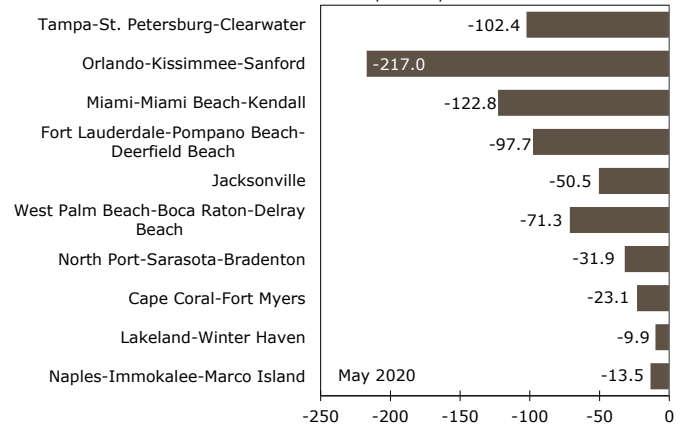 Tampa-St. Petersburg-Clearwater
-102.4
Orlando-Kissimmee-Sanford
-217.0
Miami-Miami Beach-Kendall
-122.8
Fort Lauderdale-Pompano Beach-
Deerfield Beach
-97.7
Jacksonville
-50.5
West Palm Beach-Boca Raton-Delray
Beach
-71.3
North Port-Sarasota-Bradenton
-31.9
Cape Coral-Fort Myers
-23.1
Lakeland-Winter Haven
-9.9
Naples-Immokalee-Marco Island
May 2020
-13.5
-250 -200 -150 -100 -50 0